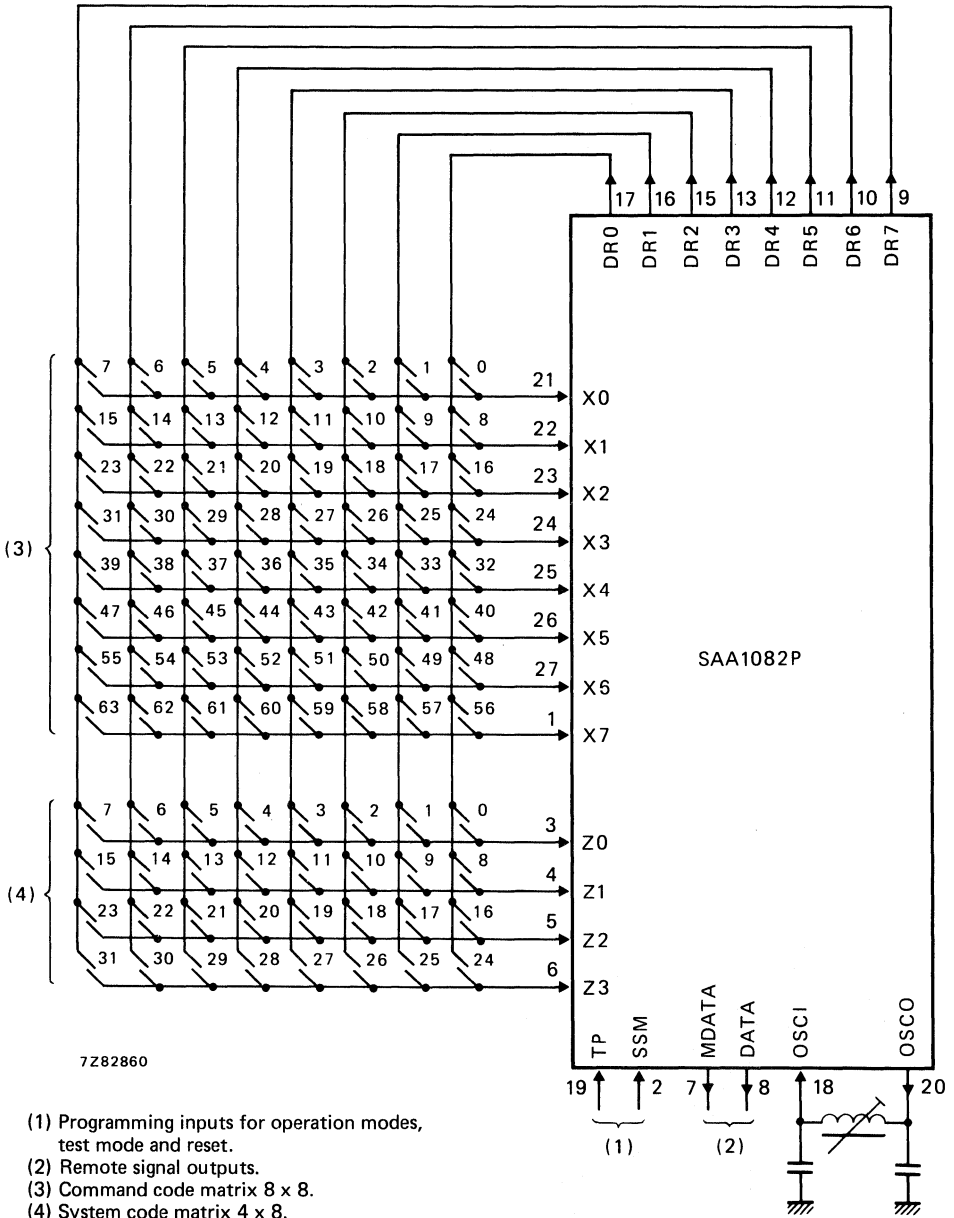 17 16 15 13 12 11 10 9
DR0 DR1 DR2 DR3 DR4 DR5 DR6 DR7
7 6 5 4 3 2 1 0 21 X0
15 14 13 12 11 10 9 8 22 X1
23 22 21 20 19 18 17 16 23 X2
31 30 29 28 27 26 25 24 24 X3
(3)
39 38 37 36 35 34 33 32 25 X4
47 46 45 44 43 42 41 40 26 X5
SAA1082P
55 54 53 52 51 50 49 48 27 X6
63 62 61 60 59 58 57 56 1 X7
7 6 5 4 3 2 1 0 3 Z0
15 14 13 12 11 10 9 8 4 Z1
(4)
23 22 21 20 19 18 17 16 5 Z2
31 30 29 28 27 26 25 24 6 Z3
TP SSM MDATA DATA OSCI OSCO
7Z82860
19 2 7 8 18 20
(1) (2)
(1) Programming inputs for operation modes,
test mode and reset.
(2) Remote signal outputs.
(3) Command code matrix 8 x 8.
(4) System code matrix 4 x 8.